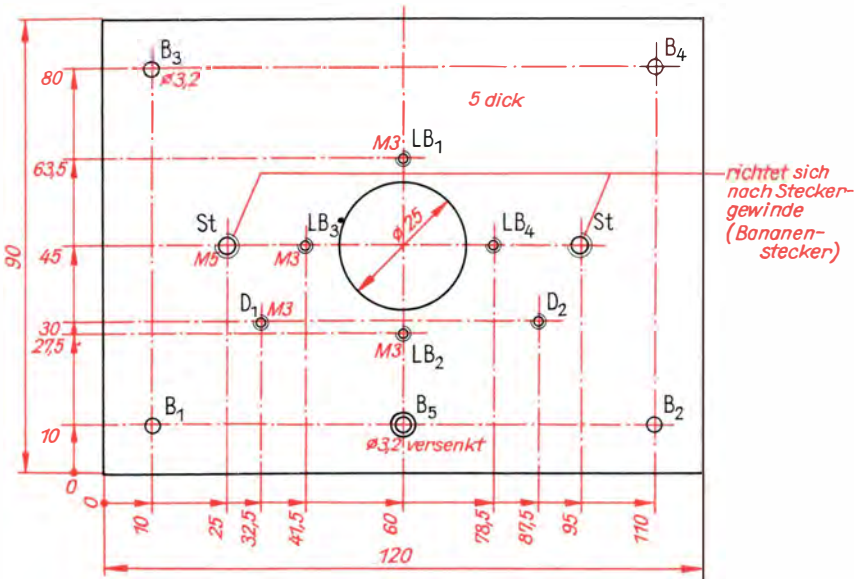 B3
B4
80
ø3,2
5 dick
M3 LB1
63,5
richtet sich
nach Stecker-
gewinde
(Bananen-
stecker)
St
LB3
ø25
LB4
St
90
45
M5
M3
D1 M3
D2
30
27,5
M3 LB2
B1
B5
B2
10
ø3,2 versenkt
0
0
10
25
32,5
41,5
60
78,5
87,5
95
110
120